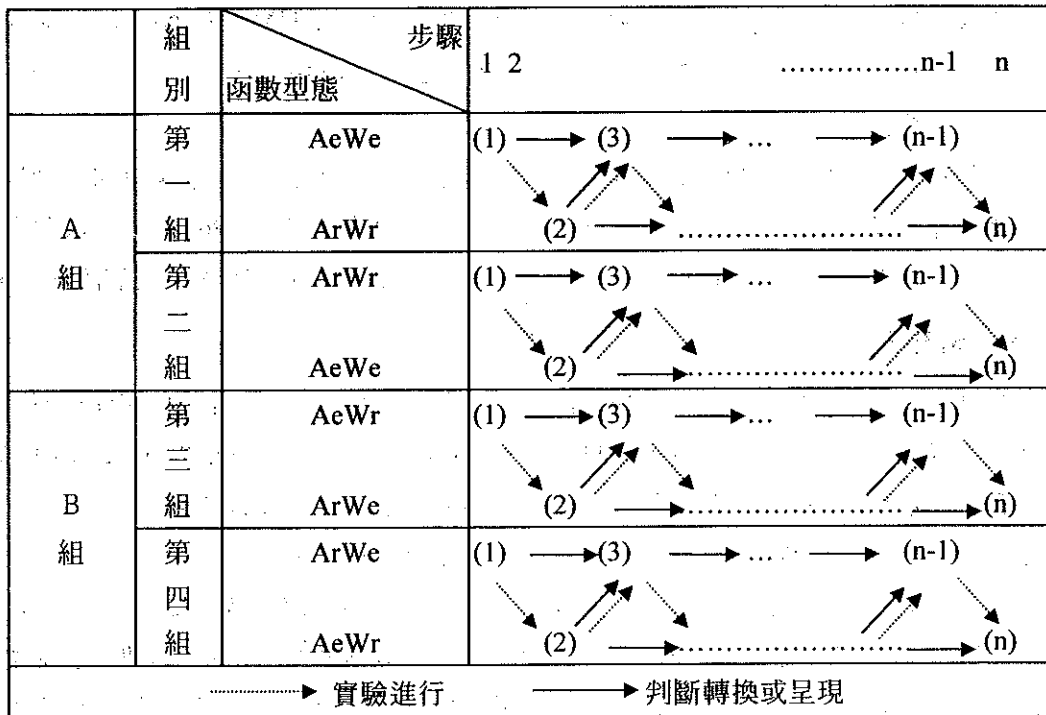 組別 步驟 函數型態 1 2 ...............n-1 n
A組 第一組 AeWe (1) (3) ... (n-1)
ArWr (2) ........................ (n)
第二組 ArWr (1) (3) ... (n-1)
AeWe (2) ........................ (n)
B組 第三組 AeWr (1) (3) ... (n-1)
ArWe (2) ........................ (n)
第四組 ArWe (1) (3) ... (n-1)
AeWr (2) ........................ (n)
實驗進行 判斷轉換或呈現